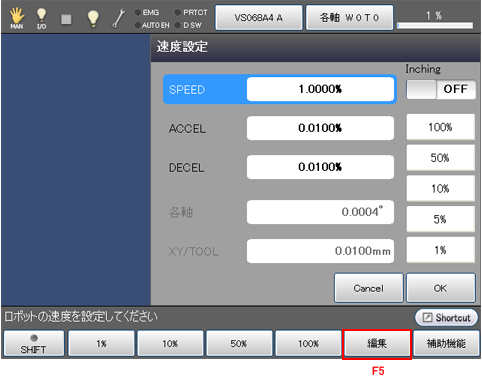 MAN
I/O
EMG
PRTCT
AUTO EN
D SW
VS068A4 A
各軸 W 0 T 0
1 %
速度設定
Inching
SPEED
1.0000%
OFF
ACCEL
0.0100%
100%
DECEL
0.0100%
50%
10%
各軸
0.0004°
5%
XY/TOOL
0.0100mm
1%
Cancel
OK
ロボットの速度を設定してください
Shortcut
SHIFT
1%
10%
50%
100%
編集
補助機能
F5